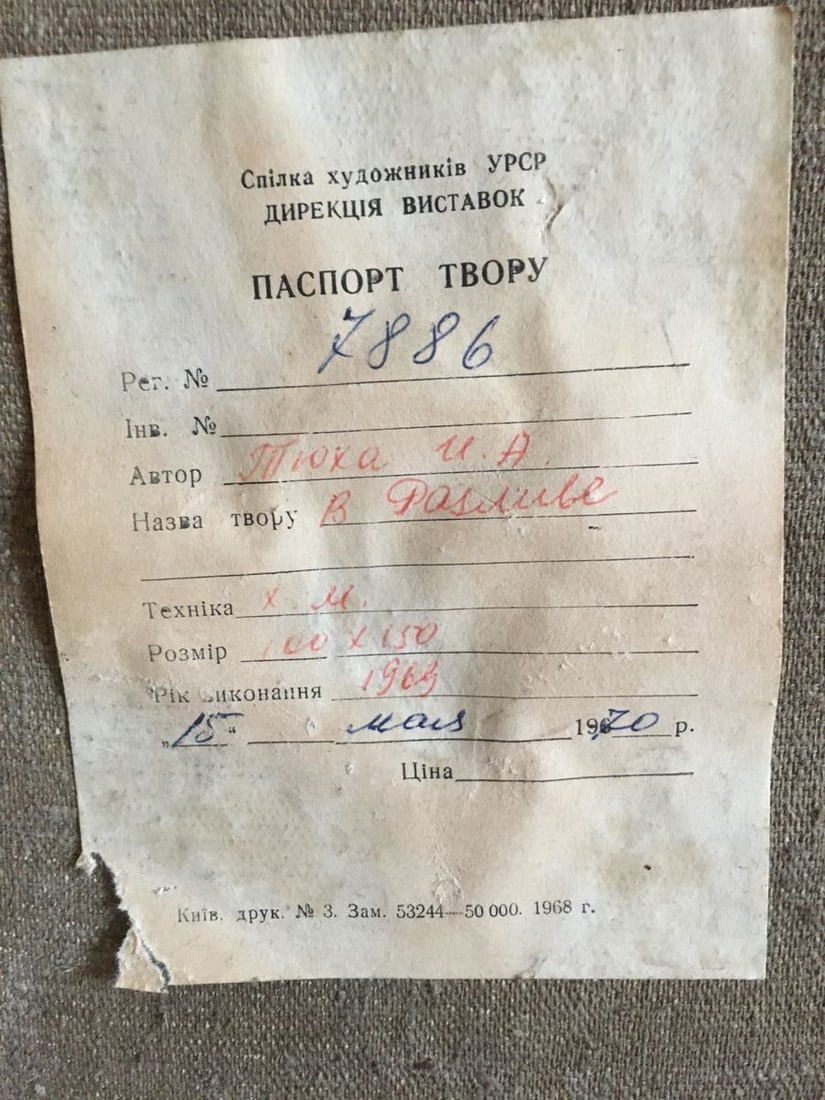 Спілка художників УРСР
ДИРЕКЦІЯ ВИСТАВОК
ПАСПОРТ ТВОРУ
Рег. № 7886
Інв. №
Автор Тюха И. А.
Назва твору В Разливе
Техніка х. м.
Розмір 100 х 150
Рік виконання 1969
„15“ мая 1970 р.
Ціна
Київ. друк. № 3. Зам. 53244—50 000. 1968 г.